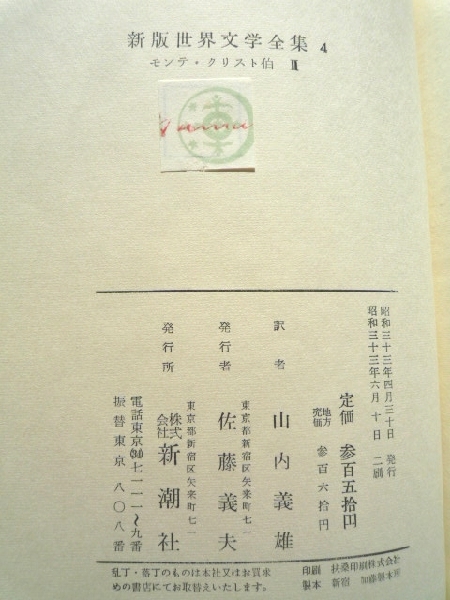 新版世界文学全集 4
モンテ・クリスト伯 Ⅱ
昭和三十三年四月三十日 発行
昭和三十三年六月十日 二刷
定価 参百五拾円
地方売価 参百六拾円
訳者 山内義雄
東京都新宿区矢来町七一
発行者 佐藤義夫
東京都新宿区矢来町七一
発行所 株式会社 新潮社
電話東京(34)七一一一~九番
振替東京 八〇八番
印刷 扶桑印刷株式会社
製本 新宿 加藤製本所
乱丁・落丁のものは本社又はお買求
めの書店にてお取替えいたします。